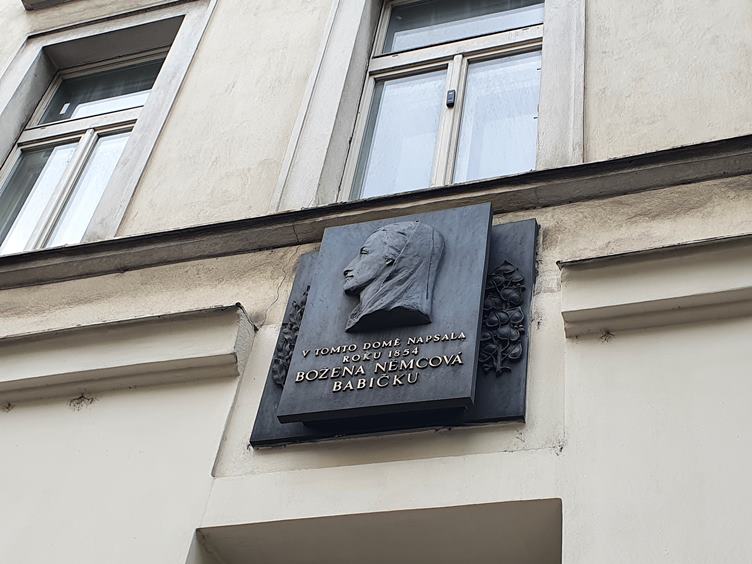 V TOMTO DOMĚ NAPSALA
ROKU 1854
BOŽENA NĚMCOVÁ
BABIČKU